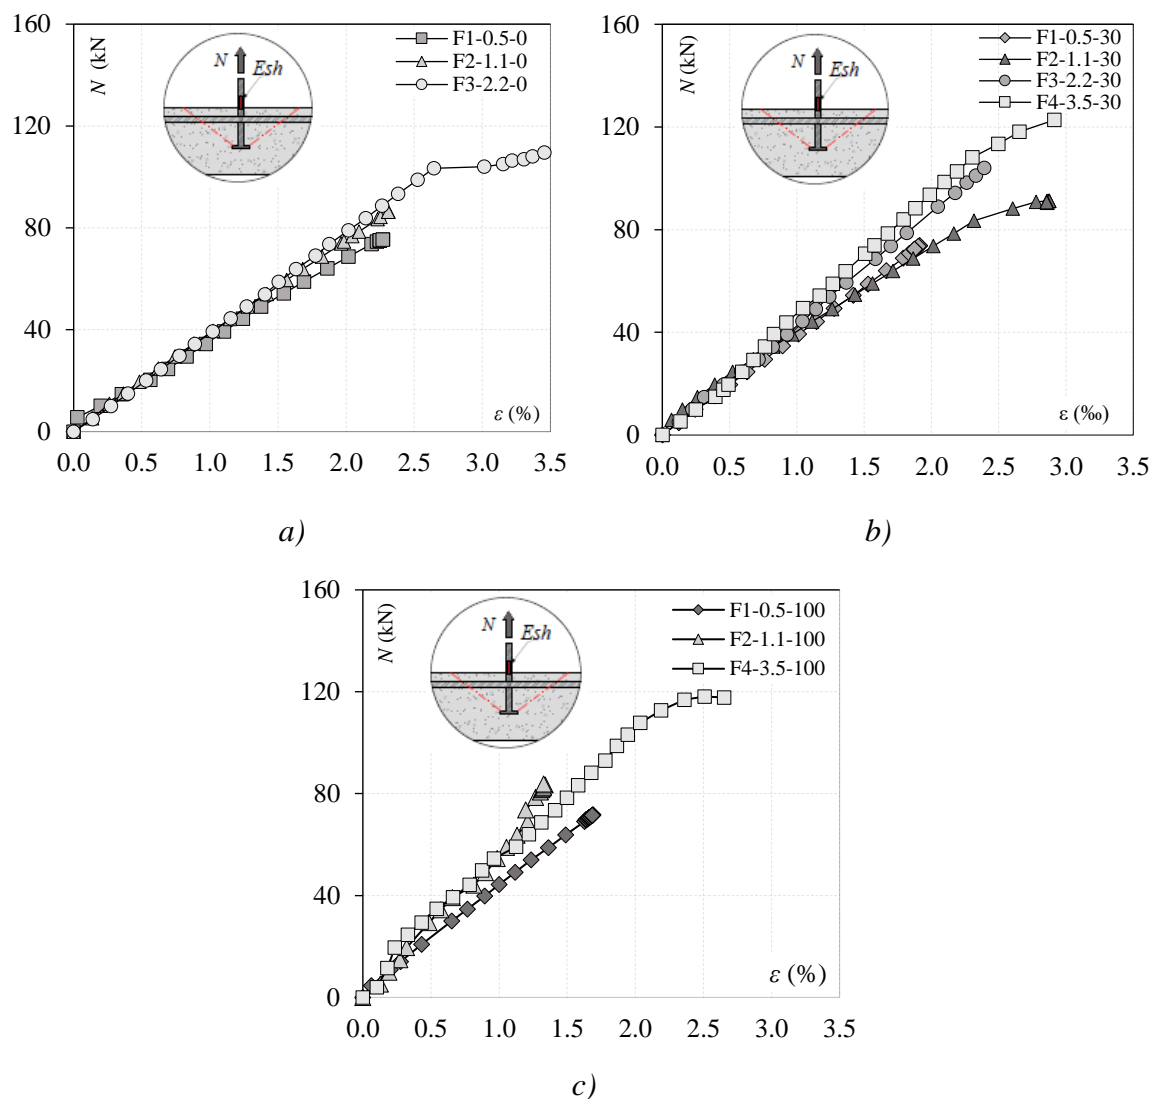 160
120
80
40
0
N (kN
N
Esh
F1-0.5-0
F2-1.1-0
F3-2.2-0
ε (%)
0.0 0.5 1.0 1.5 2.0 2.5 3.0 3.5
a)
160
120
80
40
0
N (kN)
N
Esh
F1-0.5-30
F2-1.1-30
F3-2.2-30
F4-3.5-30
ε (‰)
0.0 0.5 1.0 1.5 2.0 2.5 3.0 3.5
b)
160
120
80
40
0
N (kN)
N
Esh
F1-0.5-100
F2-1.1-100
F4-3.5-100
ε (%)
0.0 0.5 1.0 1.5 2.0 2.5 3.0 3.5
c)